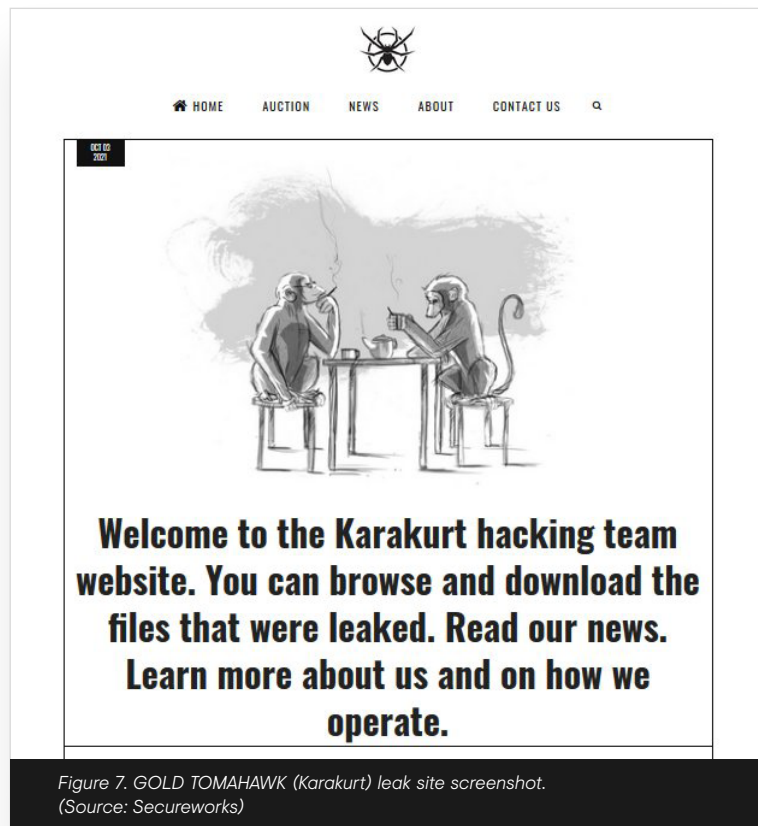 HOME AUCTION NEWS ABOUT CONTACT US
OCT 03
2021
Welcome to the Karakurt hacking team
website. You can browse and download the
files that were leaked. Read our news.
Learn more about us and on how we
operate.
Figure 7. GOLD TOMAHAWK (Karakurt) leak site screenshot.
(Source: Secureworks)